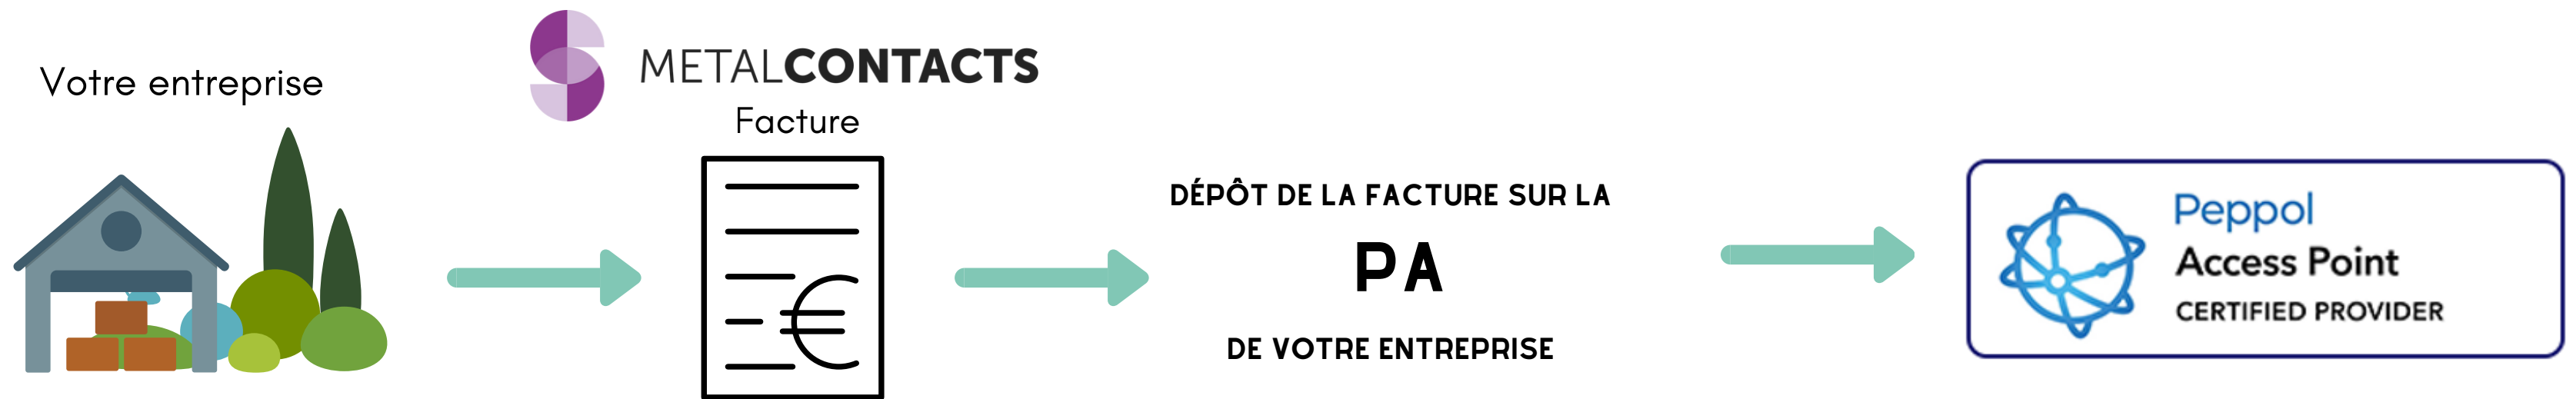 Votre entreprise
METALCONTACTS
Facture
€
DÉPÔT DE LA FACTURE SUR LA
PA
DE VOTRE ENTREPRISE
Peppol
Access Point
CERTIFIED PROVIDER